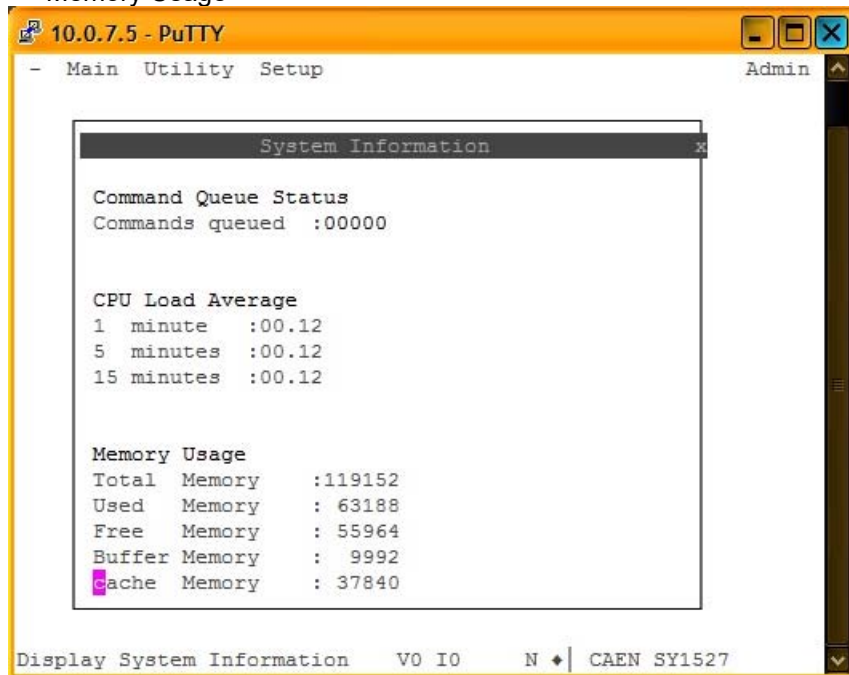 Memory Usage
10.0.7.5 - PuTTY
- Main Utility Setup Admin
System Information x
Command Queue Status
Commands queued :00000
CPU Load Average
1 minute :00.12
5 minutes :00.12
15 minutes :00.12
Memory Usage
Total Memory :119152
Used Memory : 63188
Free Memory : 55964
Buffer Memory : 9992
cache Memory : 37840
Display System Information V0 I0 N ♦| CAEN SY1527